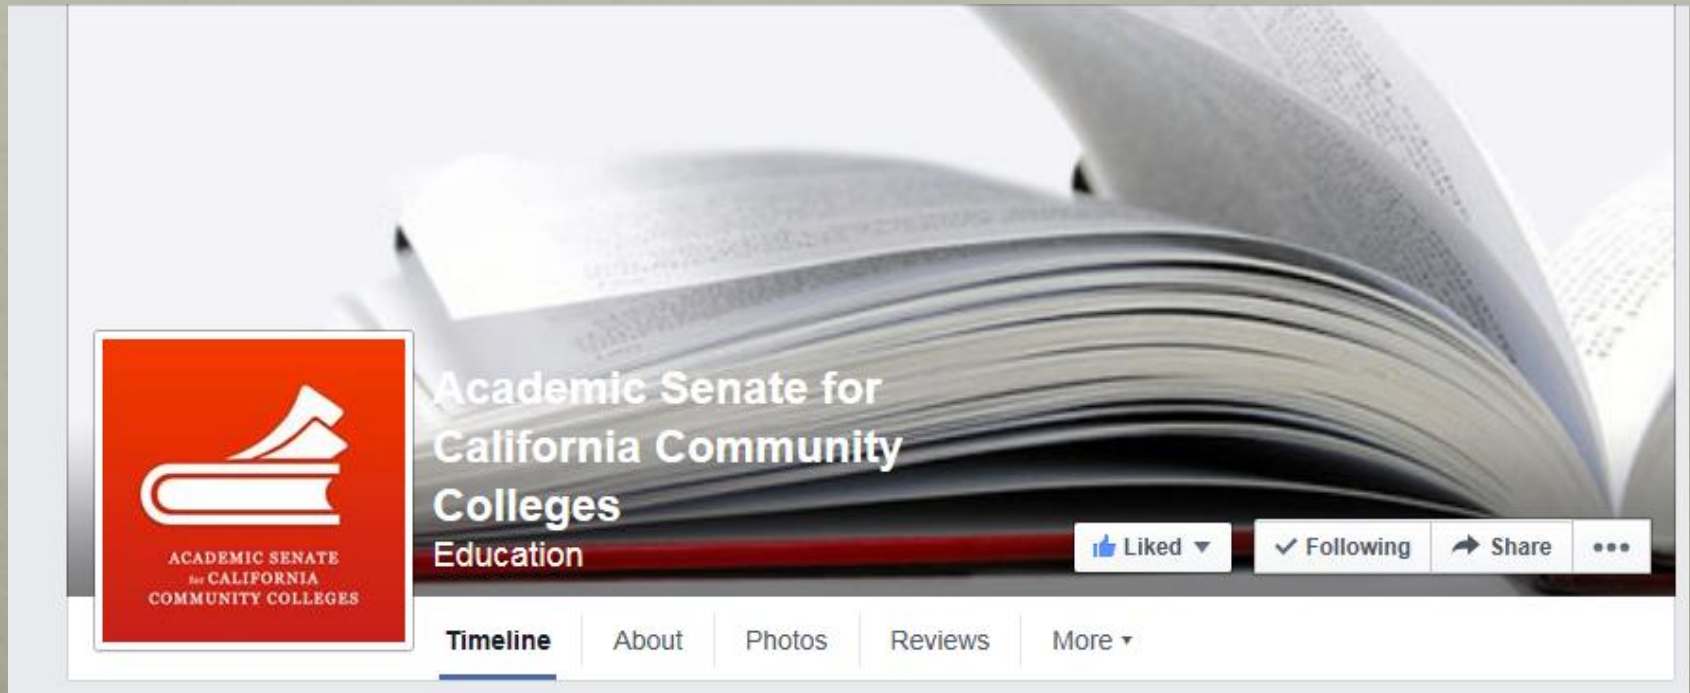 Academic Senate for
California Community
Colleges
Education
ACADEMIC SENATE
for CALIFORNIA
COMMUNITY COLLEGES
Liked
Following
Share
Timeline
About
Photos
Reviews
More